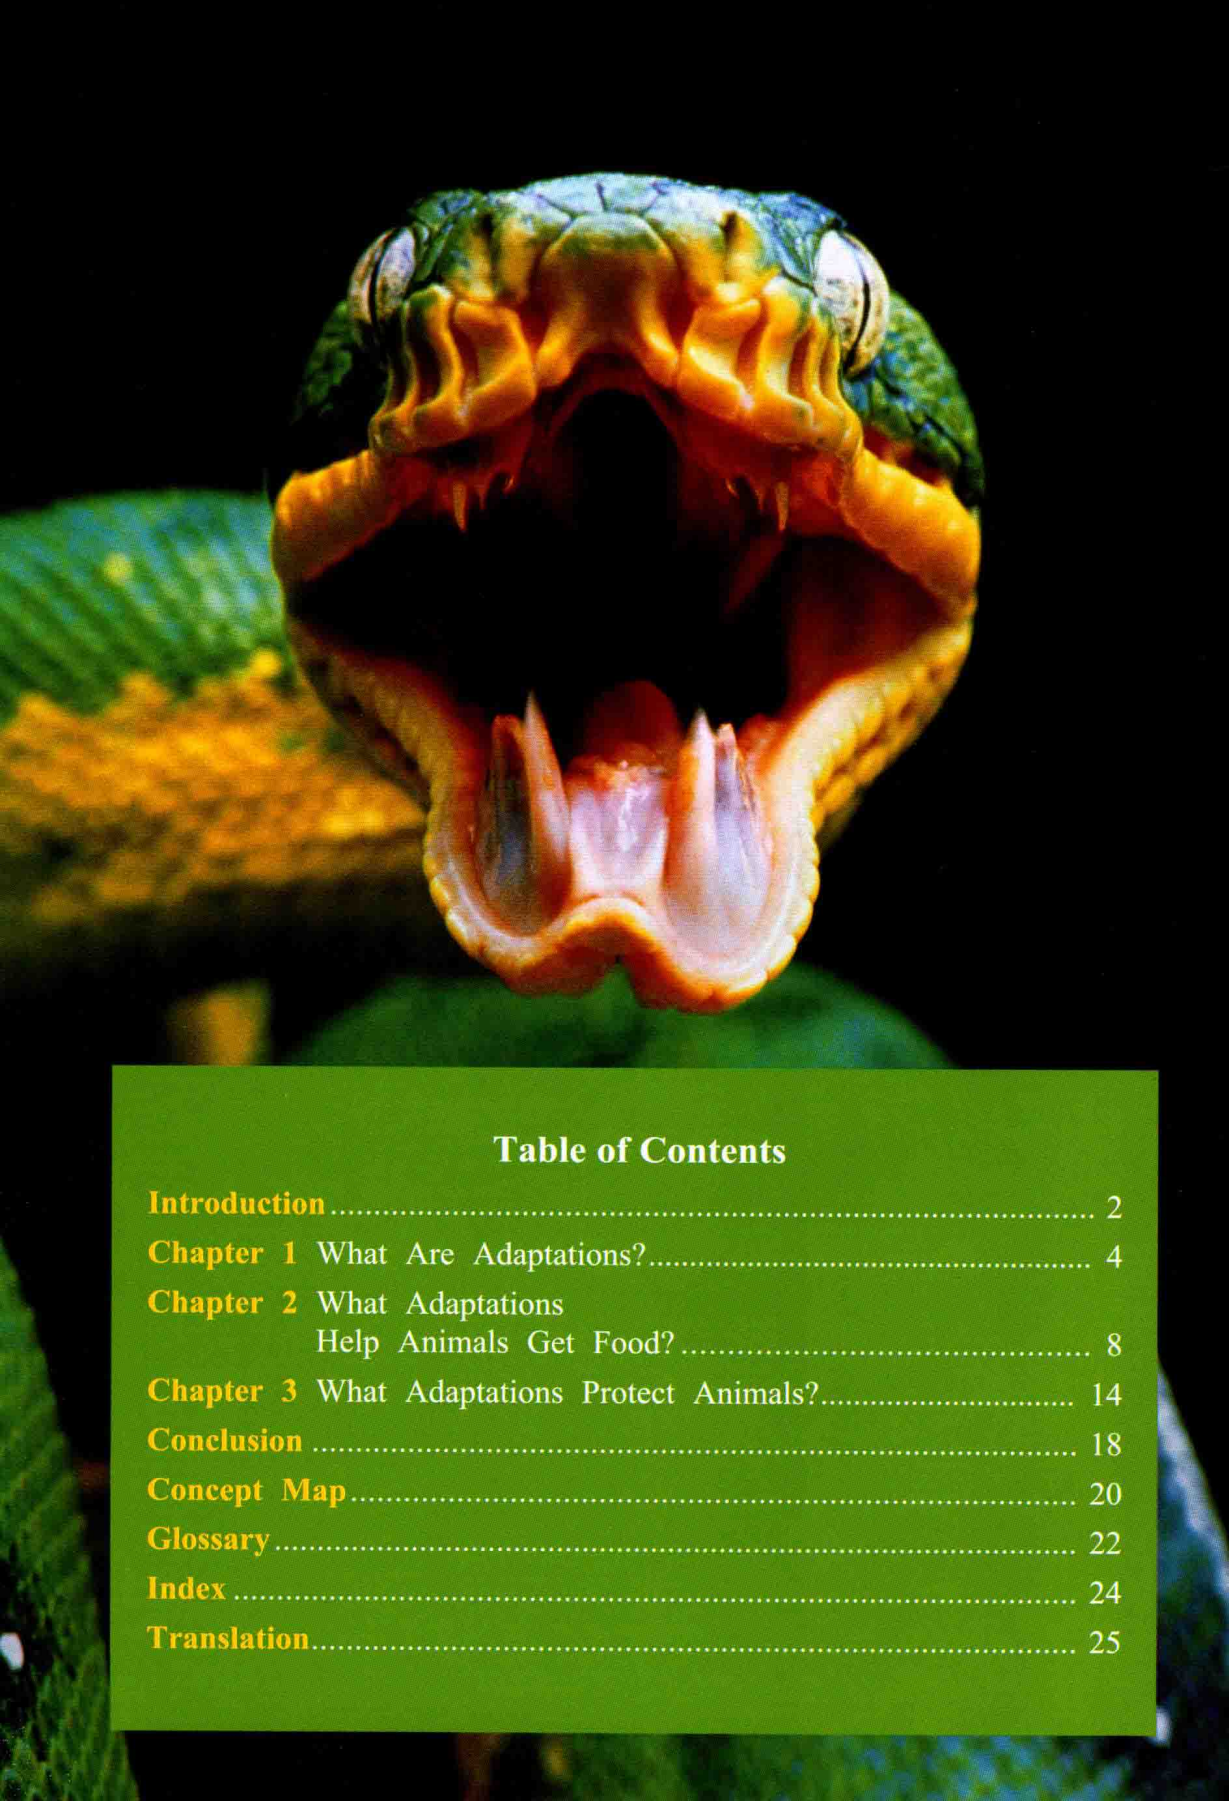 Table of Contents
Introduction........................................................................................... 2
Chapter 1 What Are Adaptations?.................................................... 4
Chapter 2 What Adaptations
Help Animals Get Food?................................................. 8
Chapter 3 What Adaptations Protect Animals?.............................. 14
Conclusion ........................................................................................... 18
Concept Map...................................................................................... 20
Glossary................................................................................................ 22
Index .................................................................................................... 24
Translation........................................................................................... 25